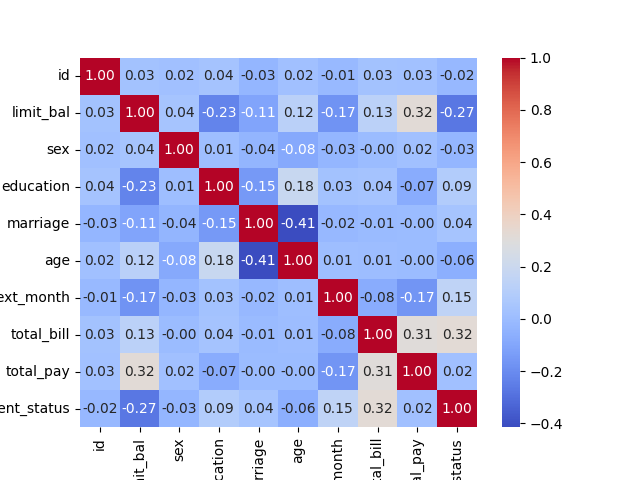 id 1.00 0.03 0.02 0.04 -0.03 0.02 -0.01 0.03 0.03 -0.02
limit_bal 0.03 1.00 0.04 -0.23 -0.11 0.12 -0.17 0.13 0.32 -0.27
sex 0.02 0.04 1.00 0.01 -0.04 -0.08 -0.03 -0.00 0.02 -0.03
education 0.04 -0.23 0.01 1.00 -0.15 0.18 0.03 0.04 -0.07 0.09
marriage -0.03 -0.11 -0.04 -0.15 1.00 -0.41 -0.02 -0.01 -0.00 0.04
age 0.02 0.12 -0.08 0.18 -0.41 1.00 0.01 0.01 -0.00 -0.06
ext_month -0.01 -0.17 -0.03 0.03 -0.02 0.01 1.00 -0.08 -0.17 0.15
total_bill 0.03 0.13 -0.00 0.04 -0.01 0.01 -0.08 1.00 0.31 0.32
total_pay 0.03 0.32 0.02 -0.07 -0.00 -0.00 -0.17 0.31 1.00 0.02
ent_status -0.02 -0.27 -0.03 0.09 0.04 -0.06 0.15 0.32 0.02 1.00
id
it_bal
sex
cation
rriage
age
month
al_bill
al_pay
status
1.0
0.8
0.6
0.4
0.2
0.0
−0.2
−0.4